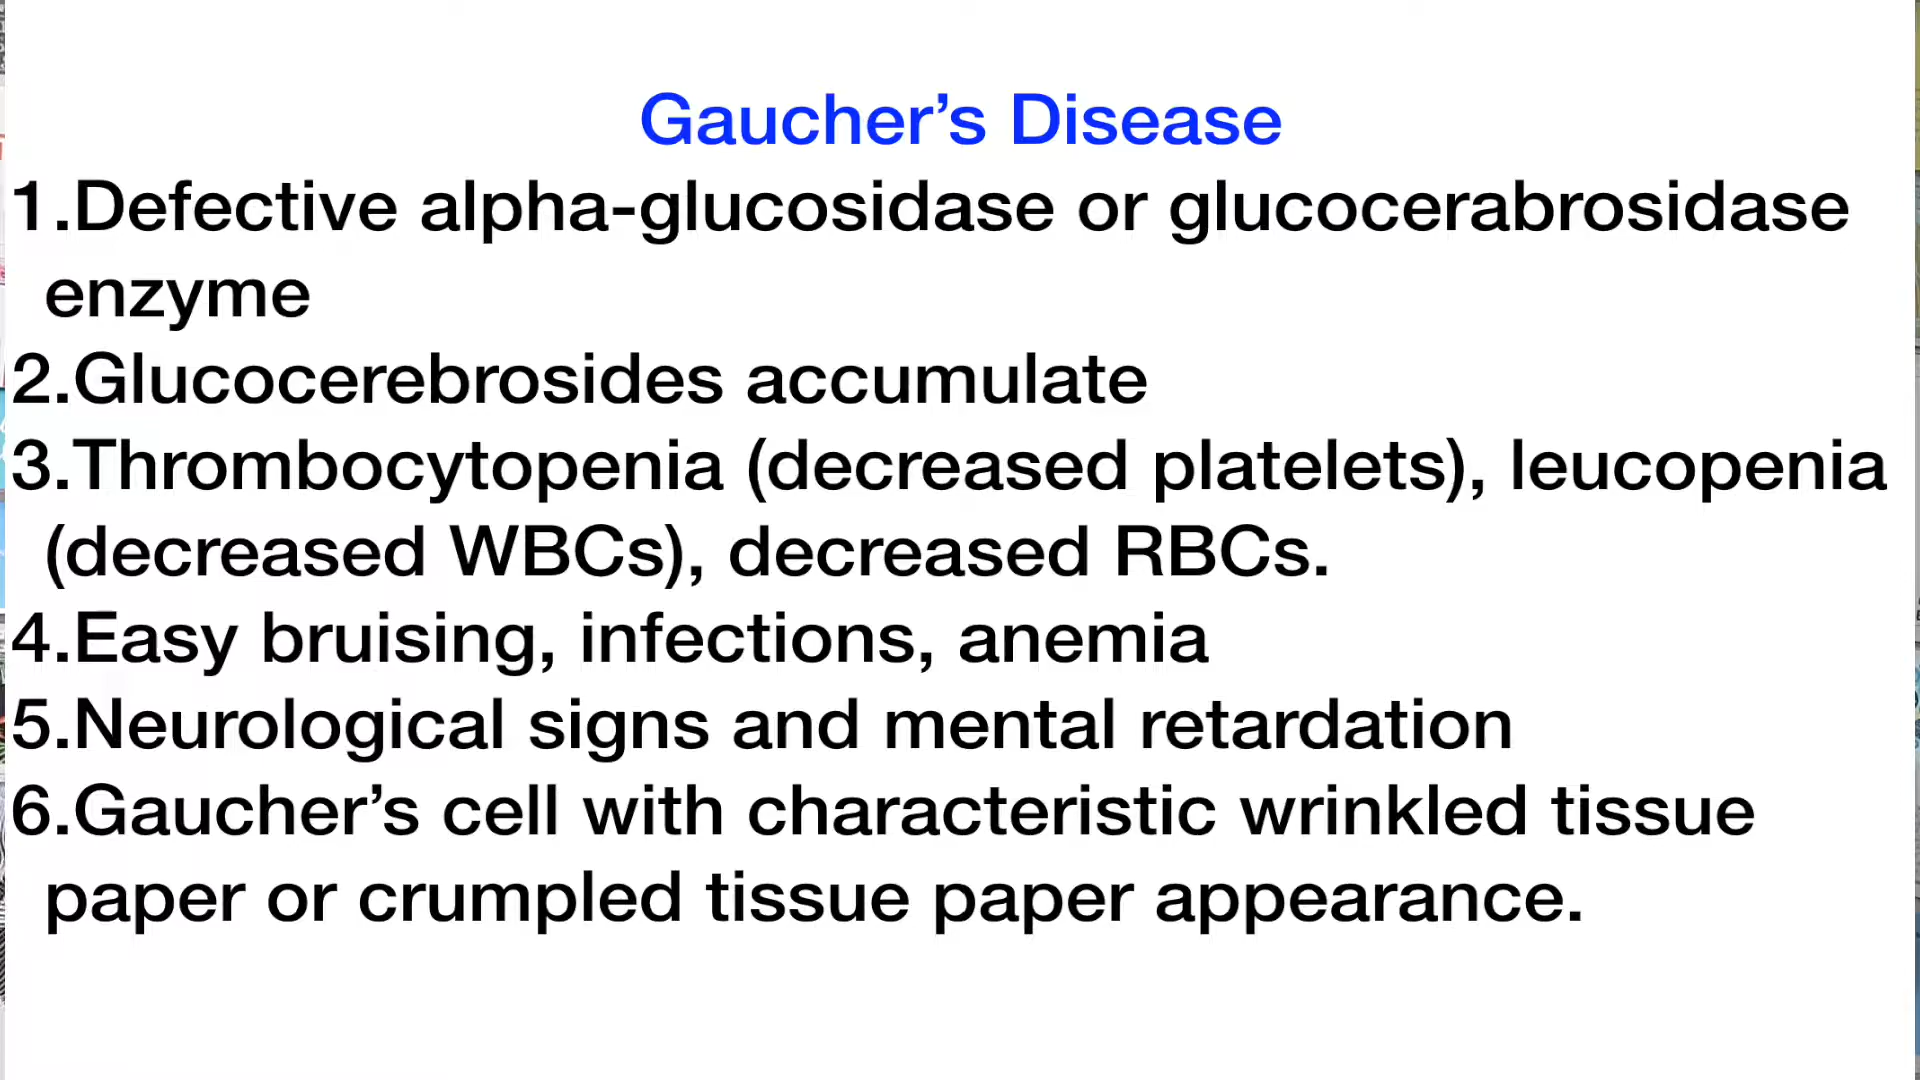 Gaucher’s Disease
1.Defective alpha-glucosidase or glucocerabrosidase
enzyme
2.Glucocerebrosides accumulate
3.Thrombocytopenia (decreased platelets), leucopenia
(decreased WBCs), decreased RBCs.
4.Easy bruising, infections, anemia
5.Neurological signs and mental retardation
6.Gaucher’s cell with characteristic wrinkled tissue
paper or crumpled tissue paper appearance.